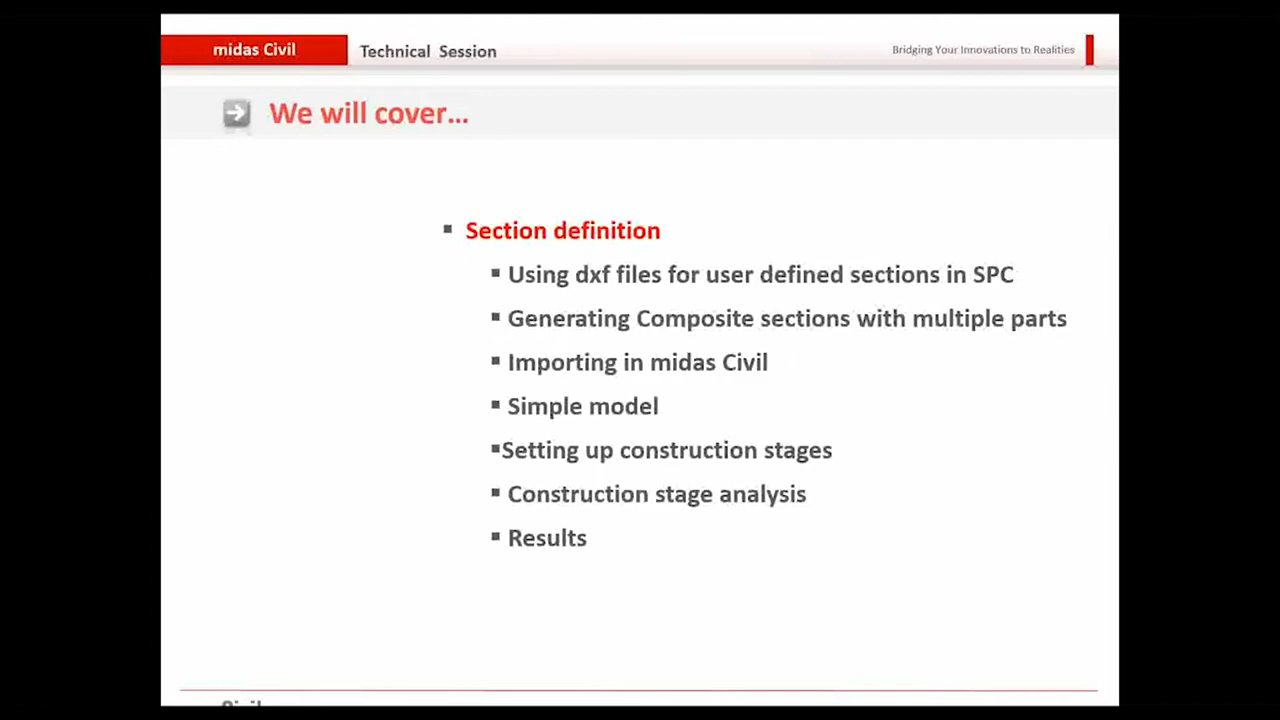 midas Civil
Technical Session
Bridging Your Innovations to Realities
We will cover...
Section definition
Using dxf files for user defined sections in SPC
Generating Composite sections with multiple parts
Importing in midas Civil
Simple model
Setting up construction stages
Construction stage analysis
Results